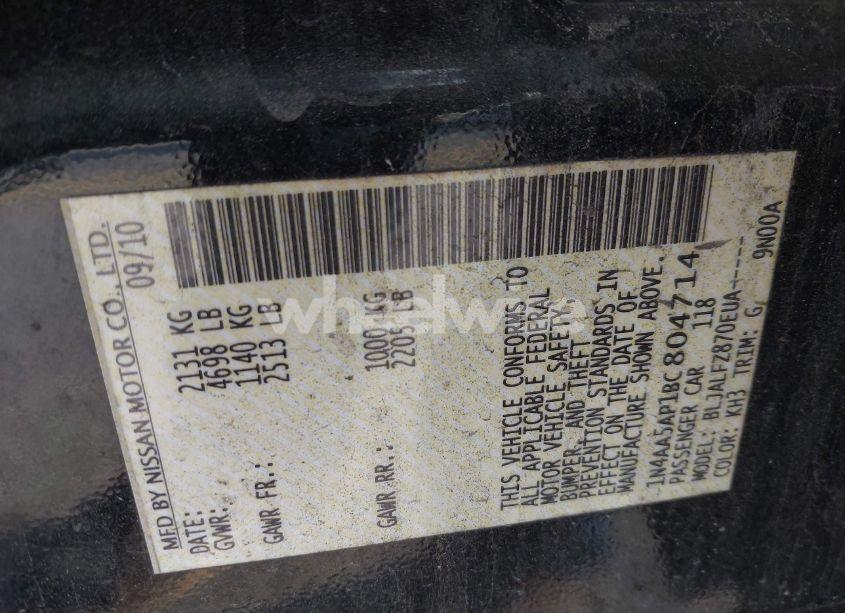 MFD BY NISSAN MOTOR CO., LTD.
DATE: 09/10
GVWR: 2131 KG
4698 LB
GAWR FR.: 1140 KG
2513 LB
GAWR RR.: 1000 KG
2205 LB
THIS VEHICLE CONFORMS TO
ALL APPLICABLE FEDERAL
MOTOR VEHICLE SAFETY,
BUMPER, AND THEFT
PREVENTION STANDARDS IN
EFFECT ON THE DATE OF
MANUFACTURE SHOWN ABOVE.
1N4AA5AP1BC804714
PASSENGER CAR 118
MODEL: BLJALFZ870EUA-----
COLOR: KH3 TRIM: G 9N00A